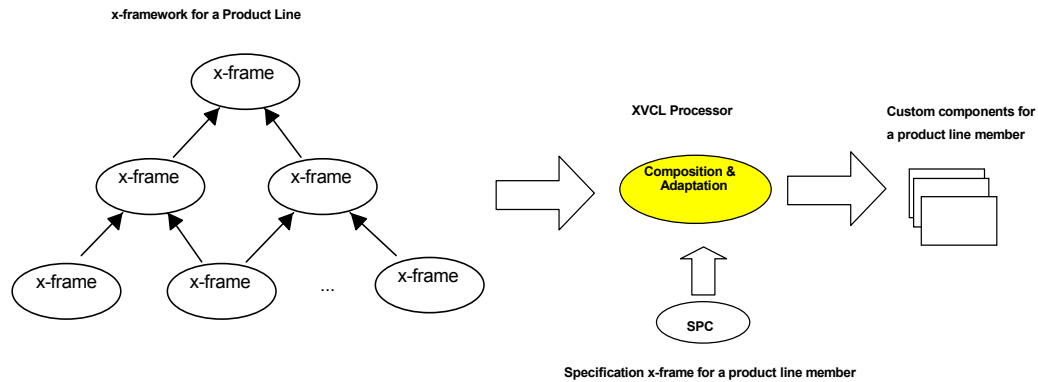 x-framework for a Product Line
x-frame
x-frame
x-frame
x-frame
x-frame
...
x-frame
XVCL Processor
Composition &
Adaptation
SPC
Specification x-frame for a product line member
Custom components for
a product line member